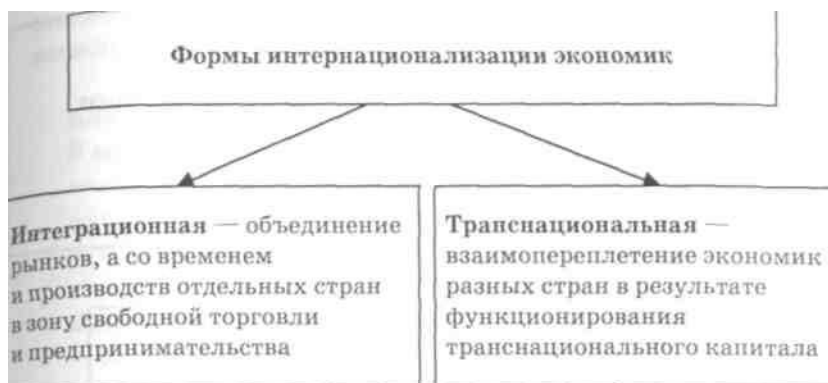 Формы интернационализации экономик
Интеграционная — объединение
рынков, а со временем
и производств отдельных стран
в зону свободной торговли
и предпринимательства
Транснациональная —
взаимопереплетение экономик
разных стран в результате
функционирования
транснационального капитала